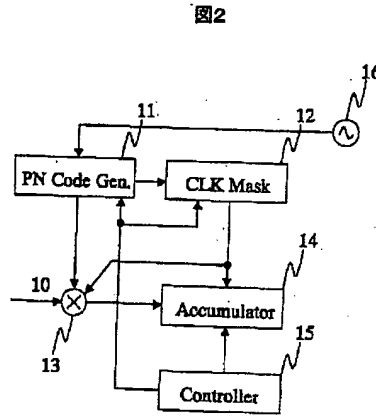 図2
16
11
12
PN Code Gen.
CLK Mask
14
10
Accumulator
13
15
Controller